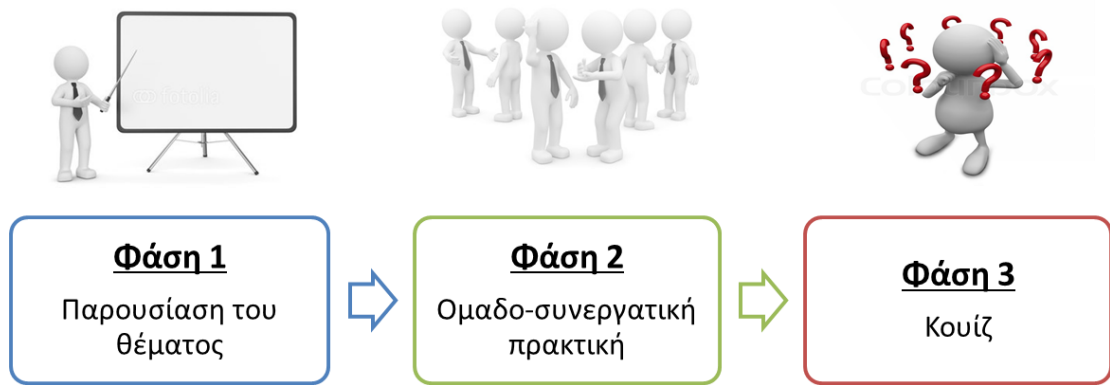 Φάση 1
Παρουσίαση του
θέματος
Φάση 2
Ομαδο-συνεργατική
πρακτική
Φάση 3
Κουίζ